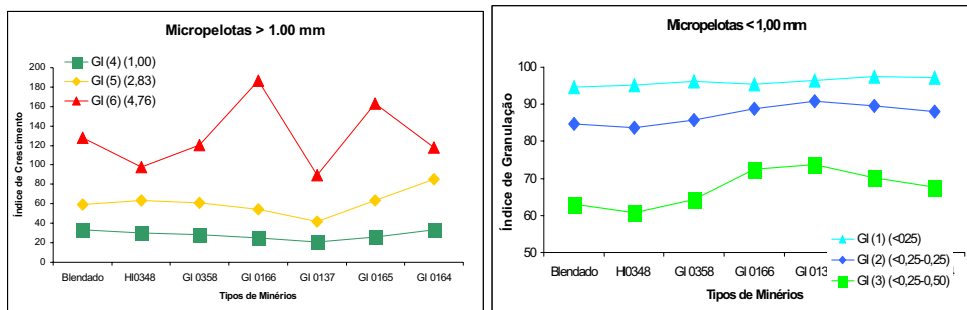 Micropelotas > 1.00 mm
GI (4) (1,00)
GI (5) (2,83)
GI (6) (4,76)
Índice de Crescimento
200
180
160
140
120
100
80
60
40
20
0
Blendado HI0348 GI 0358 GI 0166 GI 0137 GI 0165 GI 0164
Tipos de Minérios
Micropelotas < 1,00 mm
Índice de Granulação
100
90
80
70
60
50
Blendado HI0348 GI 0358 GI 0166 GI 013
Tipos de Minérios
GI (1) (<025)
GI (2) (<0,25-0,25)
GI (3) (<0,25-0,50)